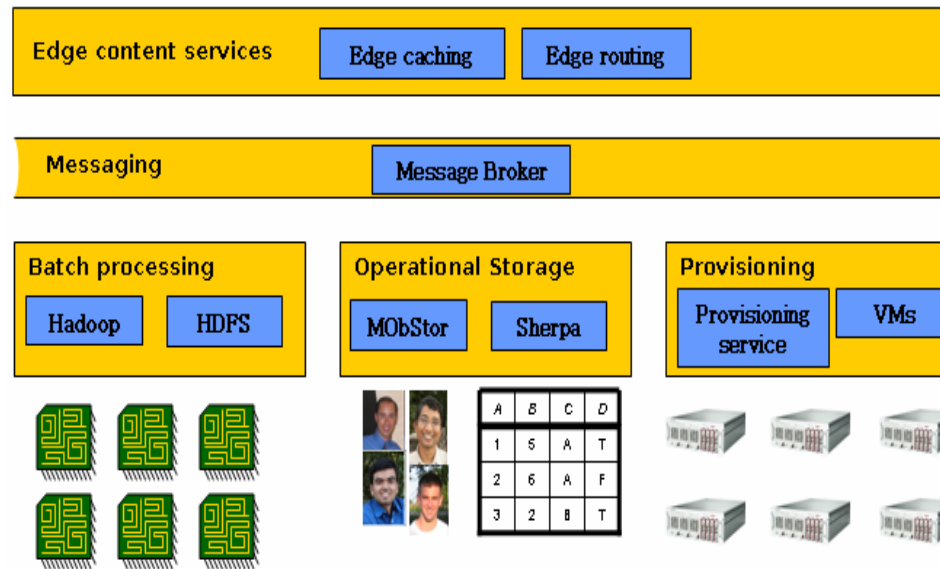 Edge content services
Edge caching
Edge routing
Messaging
Message Broker
Batch processing
Hadoop
HDFS
Operational Storage
MObStor
Sherpa
Provisioning
Provisioning
service
VMs
A B C D
1 5 A T
2 6 A F
3 2 B T